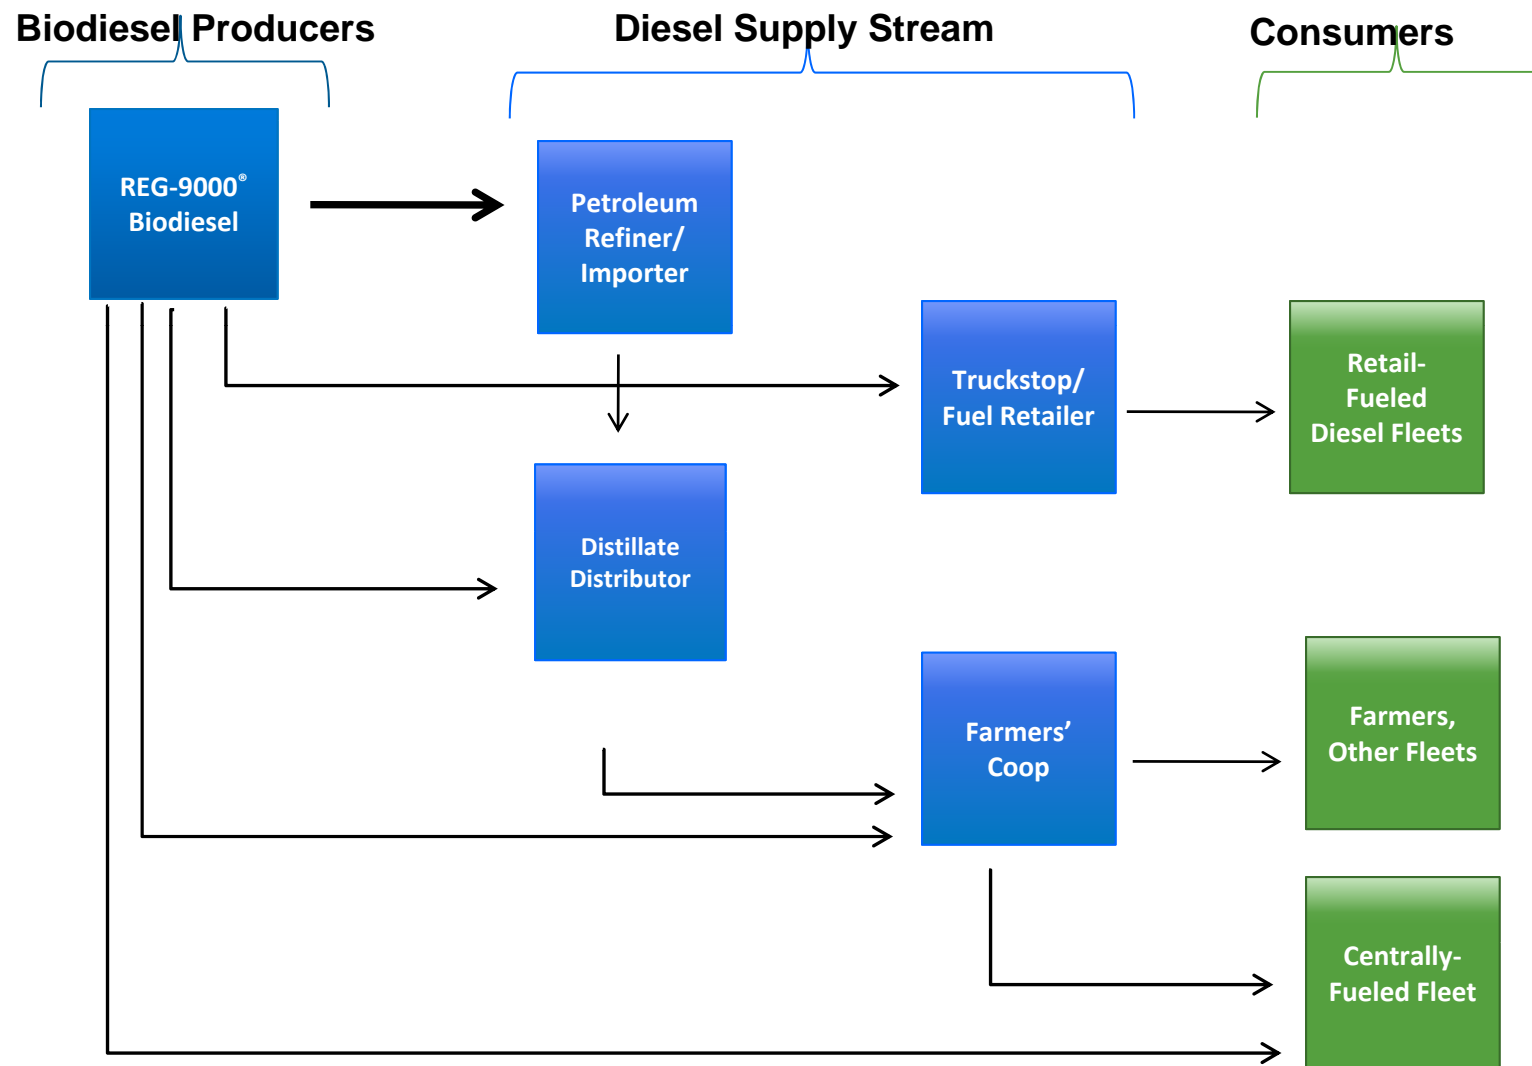 Biodiesel Producers
Diesel Supply Stream
Consumers
REG-9000®
Biodiesel
Petroleum
Refiner/
Importer
Truckstop/
Fuel Retailer
Retail-
Fueled
Diesel Fleets
Distillate
Distributor
Farmers’
Coop
Farmers,
Other Fleets
Centrally-
Fueled Fleet